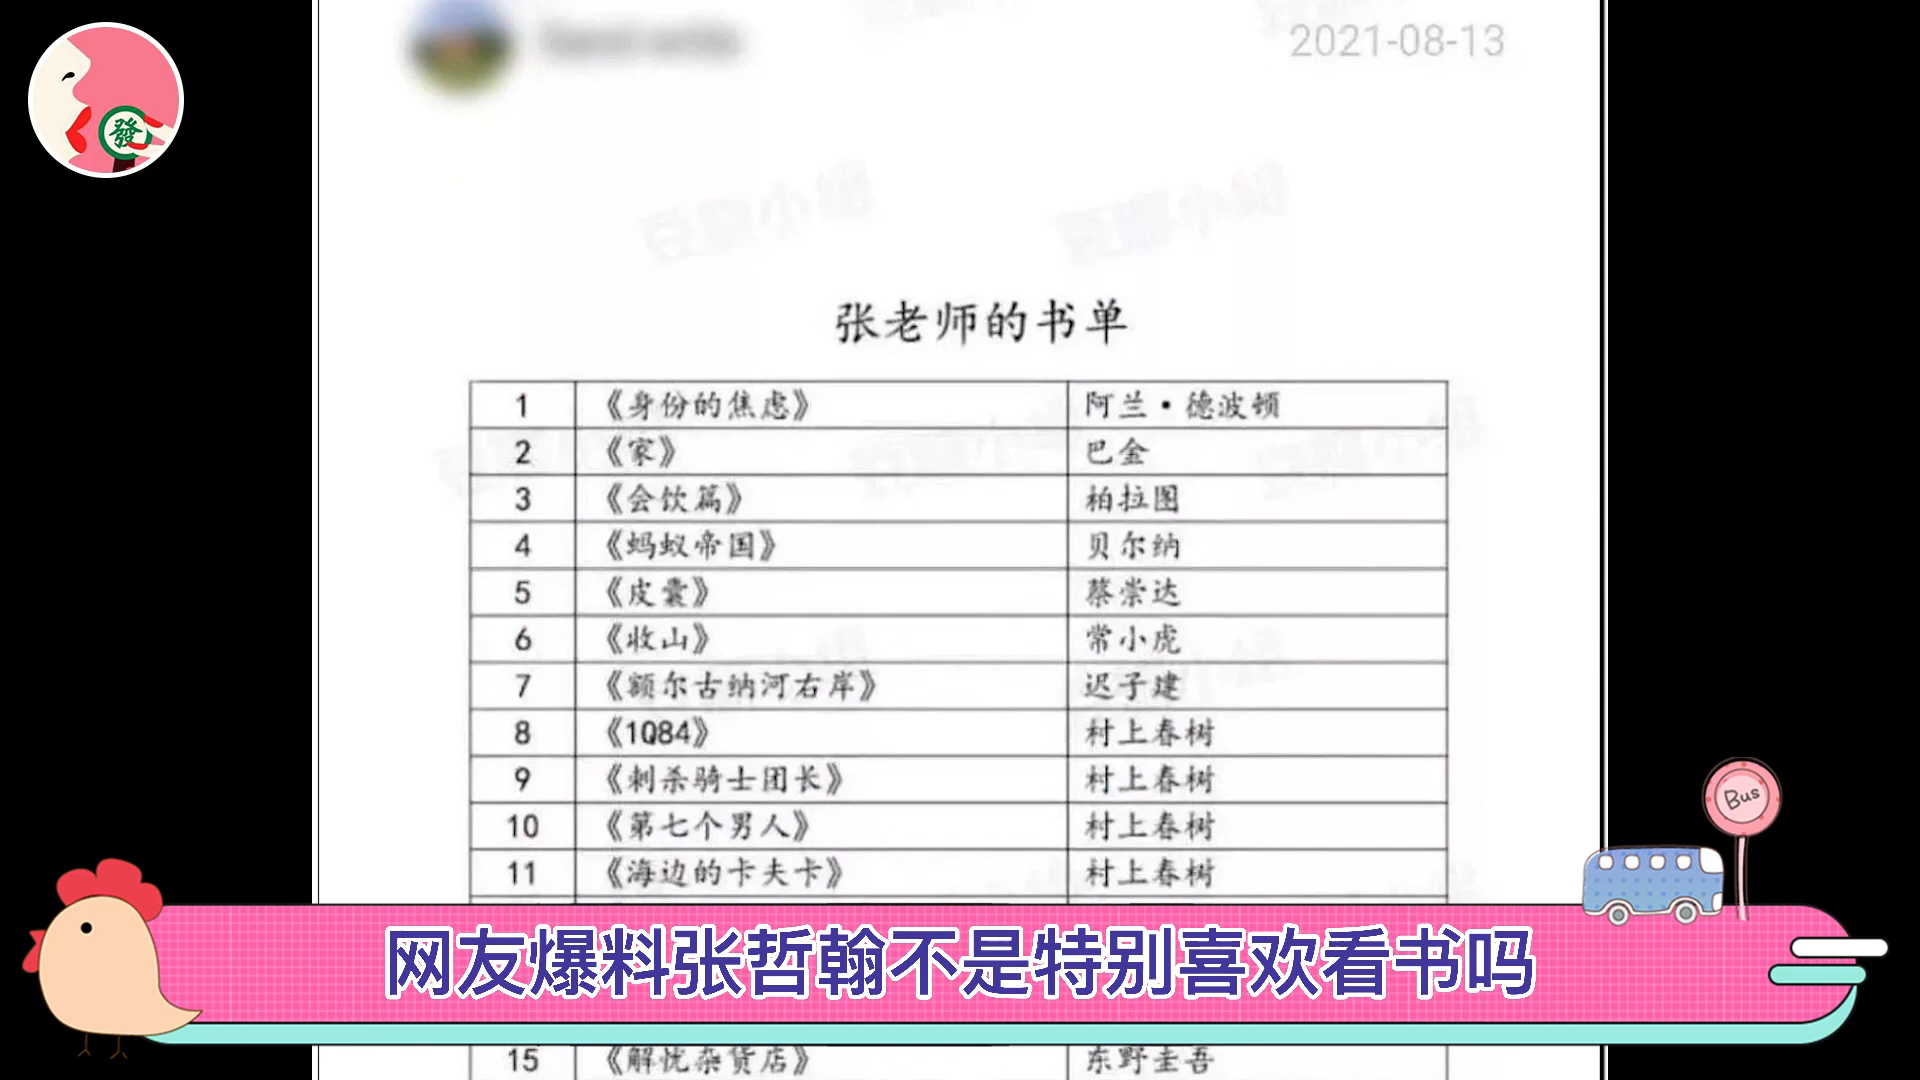 發
2021-08-13
张老师的书单
1 《身份的焦虑》 阿兰·德波顿
2 《家》 巴金
3 《会饮篇》 柏拉图
4 《蚂蚁帝国》 贝尔纳
5 《皮囊》 蔡崇达
6 《收山》 常小虎
7 《额尔古纳河右岸》 迟子建
8 《1Q84》 村上春树
9 《刺杀骑士团长》 村上春树
10 《第七个男人》 村上春树
11 《海边的卡夫卡》 村上春树
Bus
网友爆料张哲翰不是特别喜欢看书吗
15 《解忧杂货店》 东野圭吾